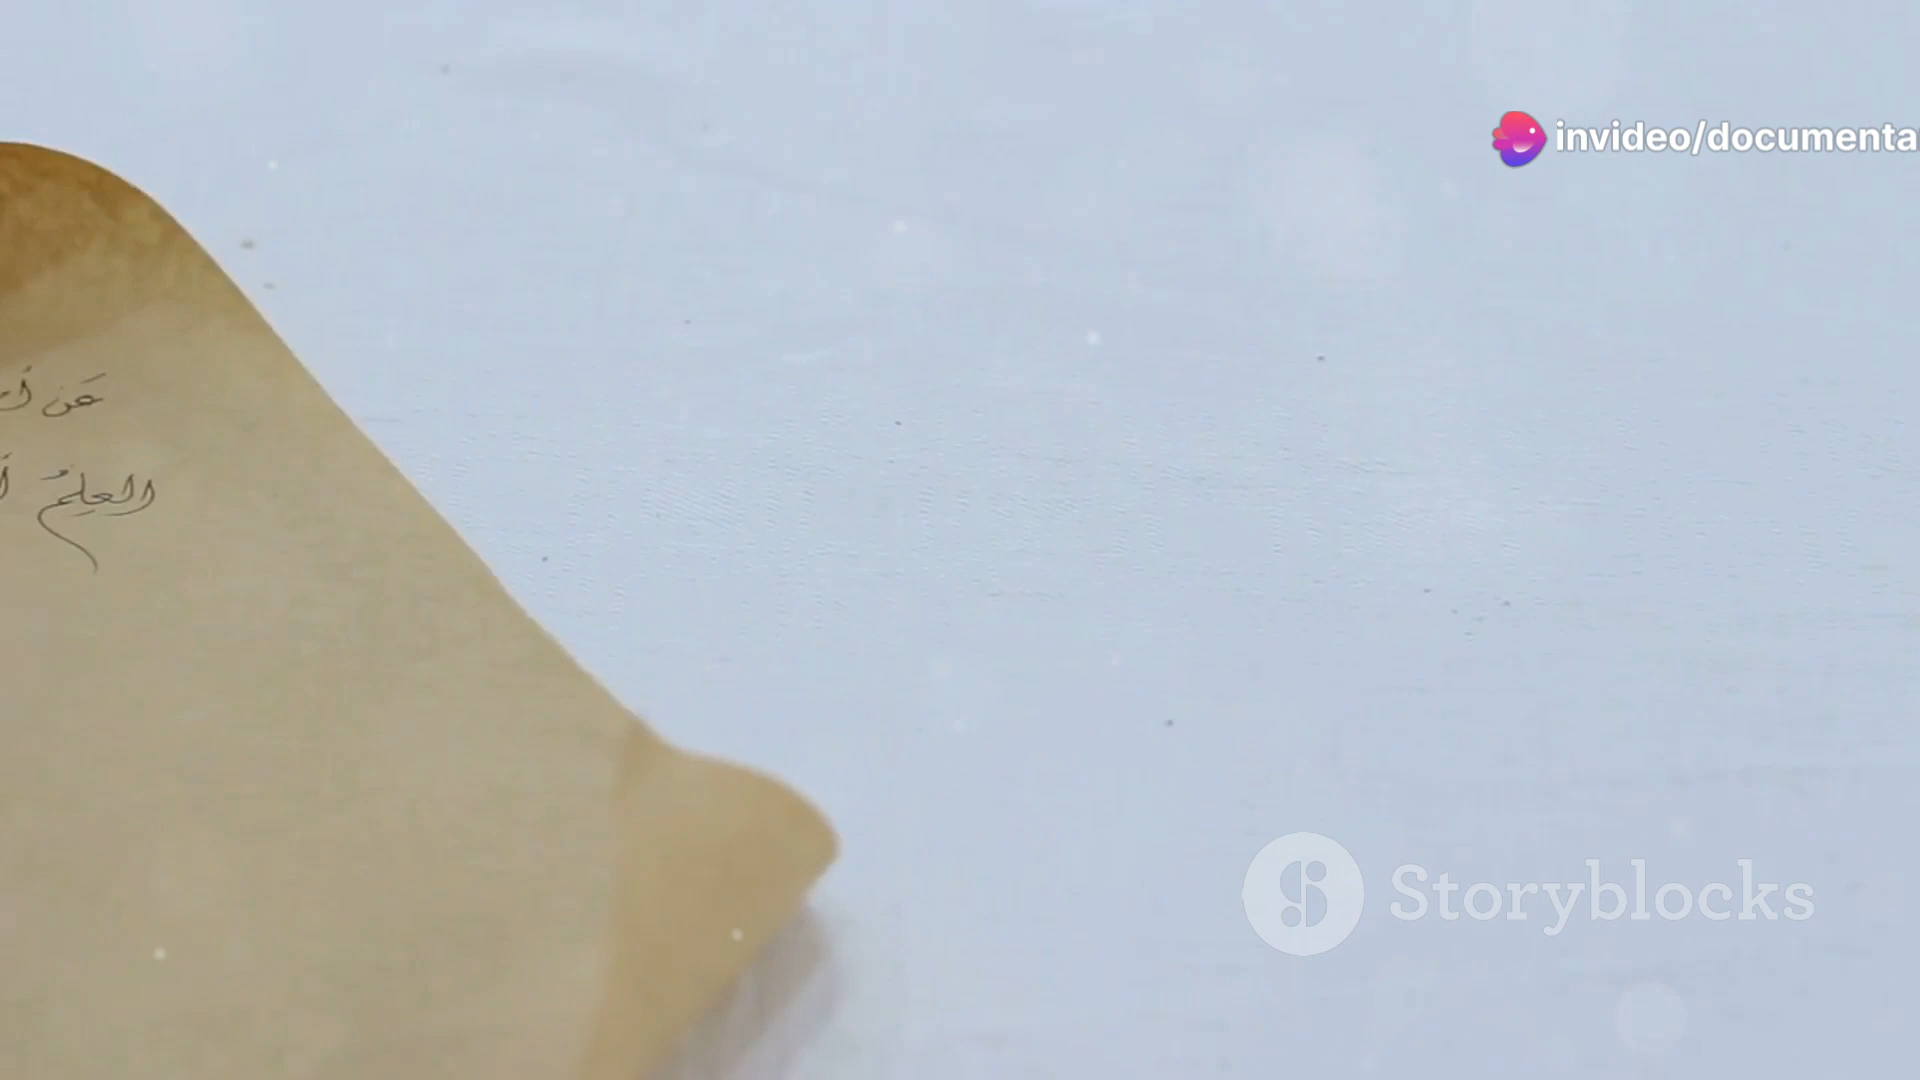 invideo/documenta
عَن أ
العِلمُ أ
Storyblocks